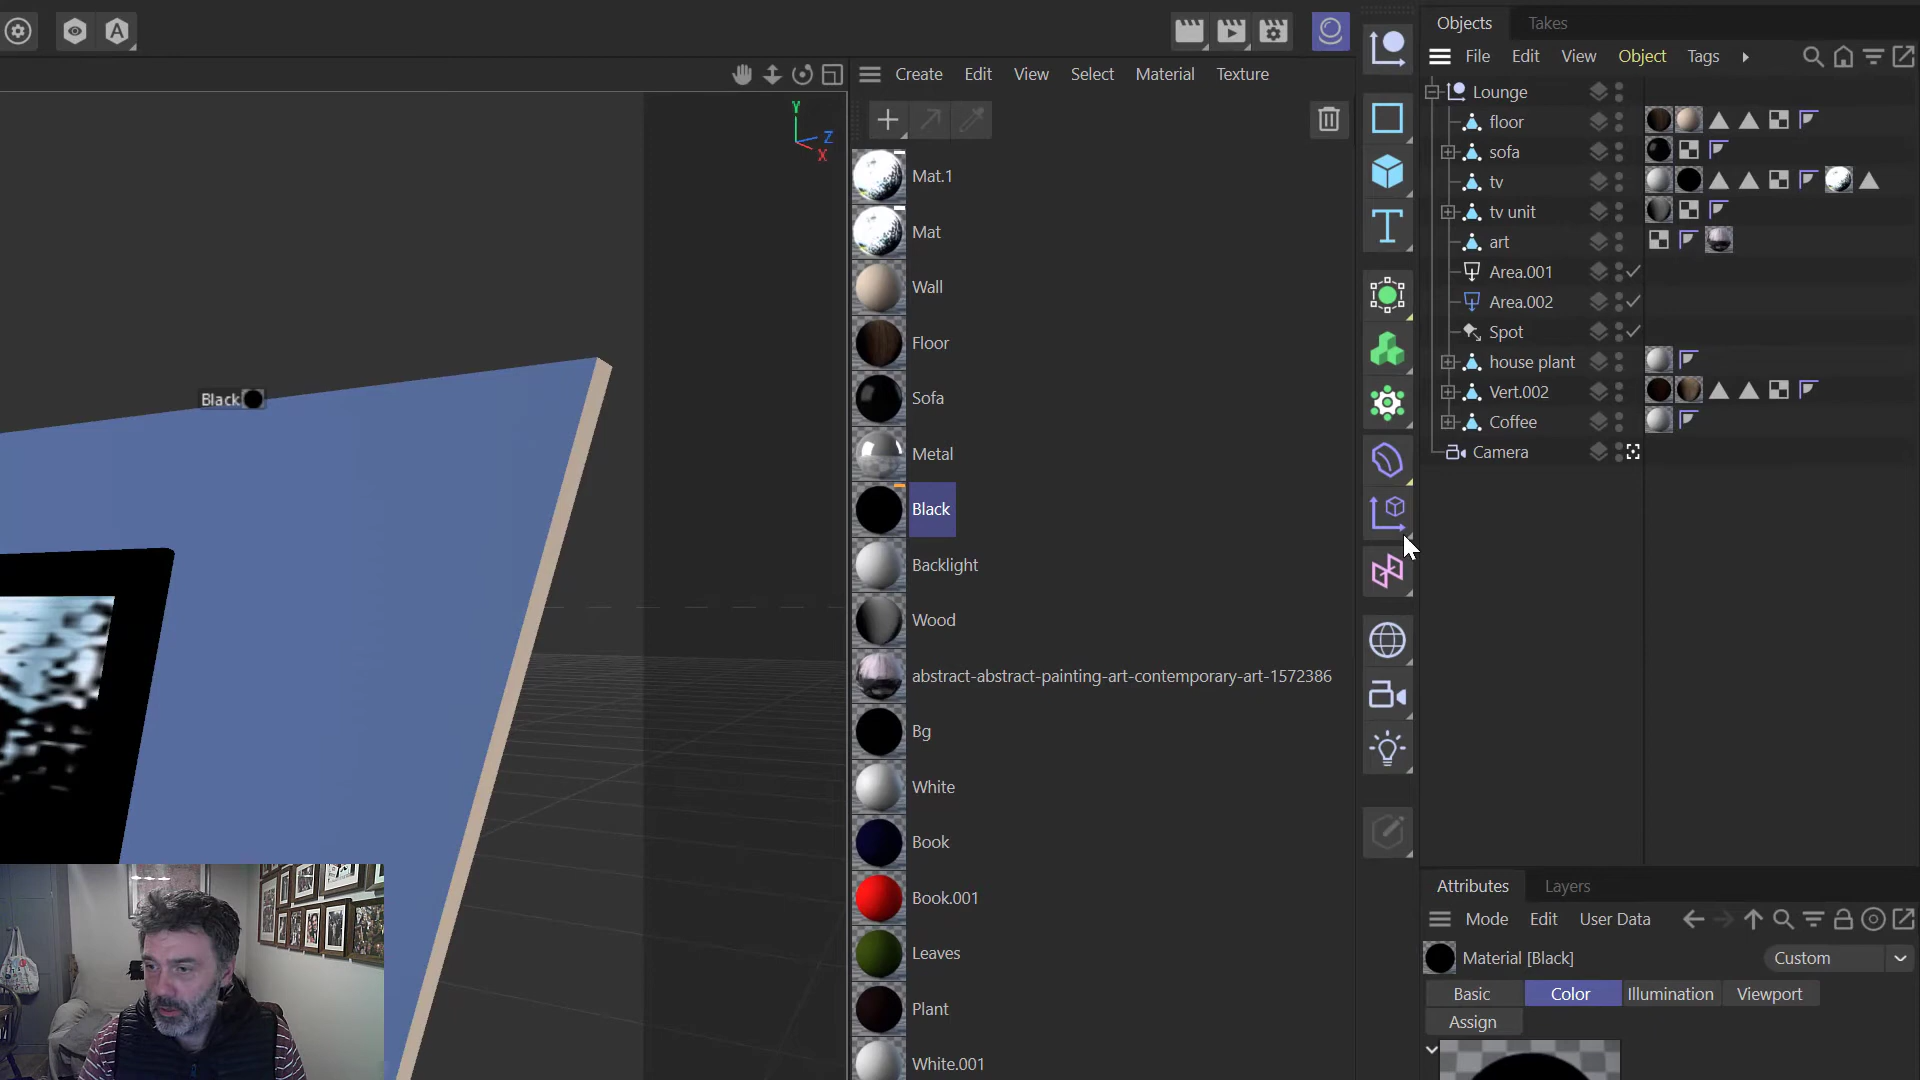 Objects Takes
File Edit View Object Tags
Create Edit View Select Material Texture
Y
Z
X
Black
Mat.1
Mat
Wall
Floor
Sofa
Metal
Black
Backlight
Wood
abstract-abstract-painting-art-contemporary-art-1572386
Bg
White
Book
Book.001
Leaves
Plant
White.001
Lounge
floor
sofa
tv
tv unit
art
Area.001
Area.002
Spot
house plant
Vert.002
Coffee
Camera
Attributes Layers
Mode Edit User Data
Material [Black] Custom
Basic Color Illumination Viewport
Assign